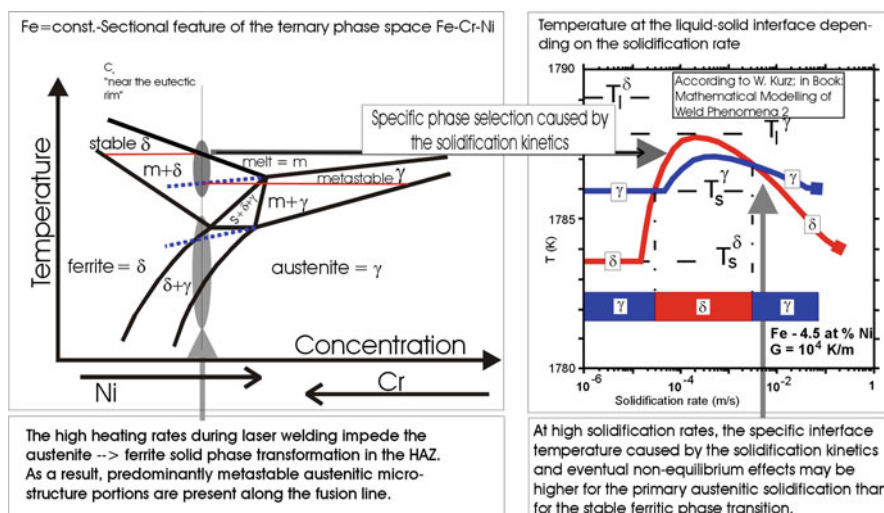 Fe=const.-Sectional feature of the ternary phase space Fe-Cr-Ni
C
"near the eutectic
rim"
stable δ
m+δ
melt = m
metastable γ
s+δ+γ
m+γ
ferrite = δ
δ+γ
austenite = γ
Temperature
Concentration
Ni
Cr
Specific phase selection caused by
the solidification kinetics
The high heating rates during laser welding impede the
austenite --> ferrite solid phase transformation in the HAZ.
As a result, predominantly metastable austenitic micro-
structure portions are present along the fusion line.
Temperature at the liquid-solid interface depen-
ding on the solidification rate
1790
1785
1780
T (K)
According to W. Kurz; in Book:
Mathematical Modelling of
Weld Phenomena 2
T_l^δ
T_l^γ
T_s^γ
T_s^δ
γ
γ
δ
δ
γ
δ
γ
Fe - 4.5 at % Ni
G = 10^4 K/m
10^-6
10^-4
10^-2
1
Solidification rate (m/s)
At high solidification rates, the specific interface
temperature caused by the solidification kinetics
and eventual non-equilibrium effects may be
higher for the primary austenitic solidification than
for the stable ferritic phase transition.